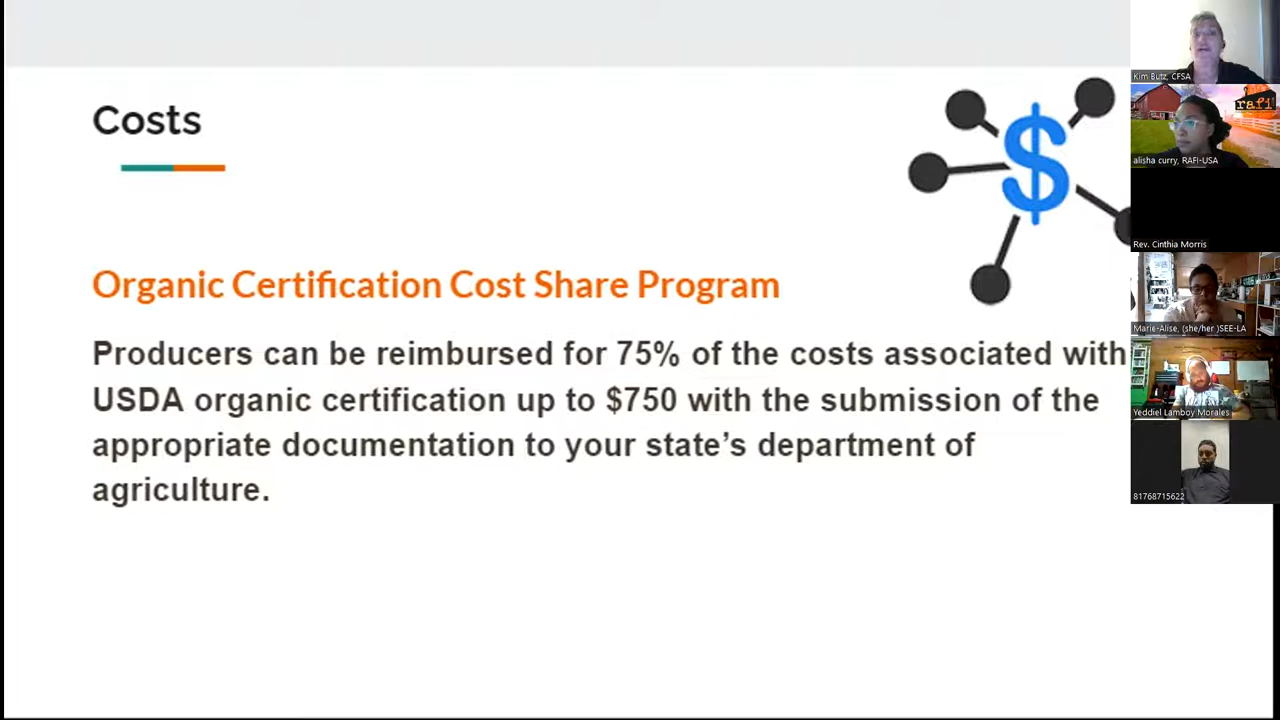 Costs
$
Organic Certification Cost Share Program
Producers can be reimbursed for 75% of the costs associated with
USDA organic certification up to $750 with the submission of the
appropriate documentation to your state’s department of
agriculture.
Kim Butz, CFSA
rafi
alisha curry, RAFI-USA
Rev. Cinthia Morris
Marie-Alise, (she/her )SEE-LA
Yeddiel Lamboy Morales
81768715622